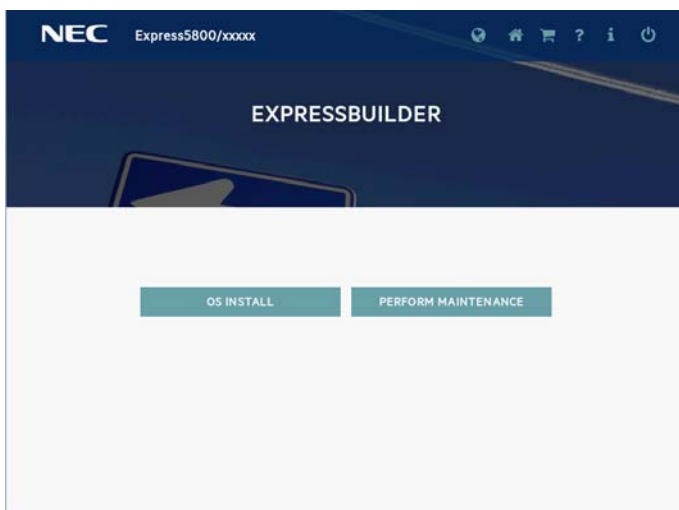 NEC Express5800/xxxxx ? i
EXPRESSBUILDER
OS INSTALL PERFORM MAINTENANCE